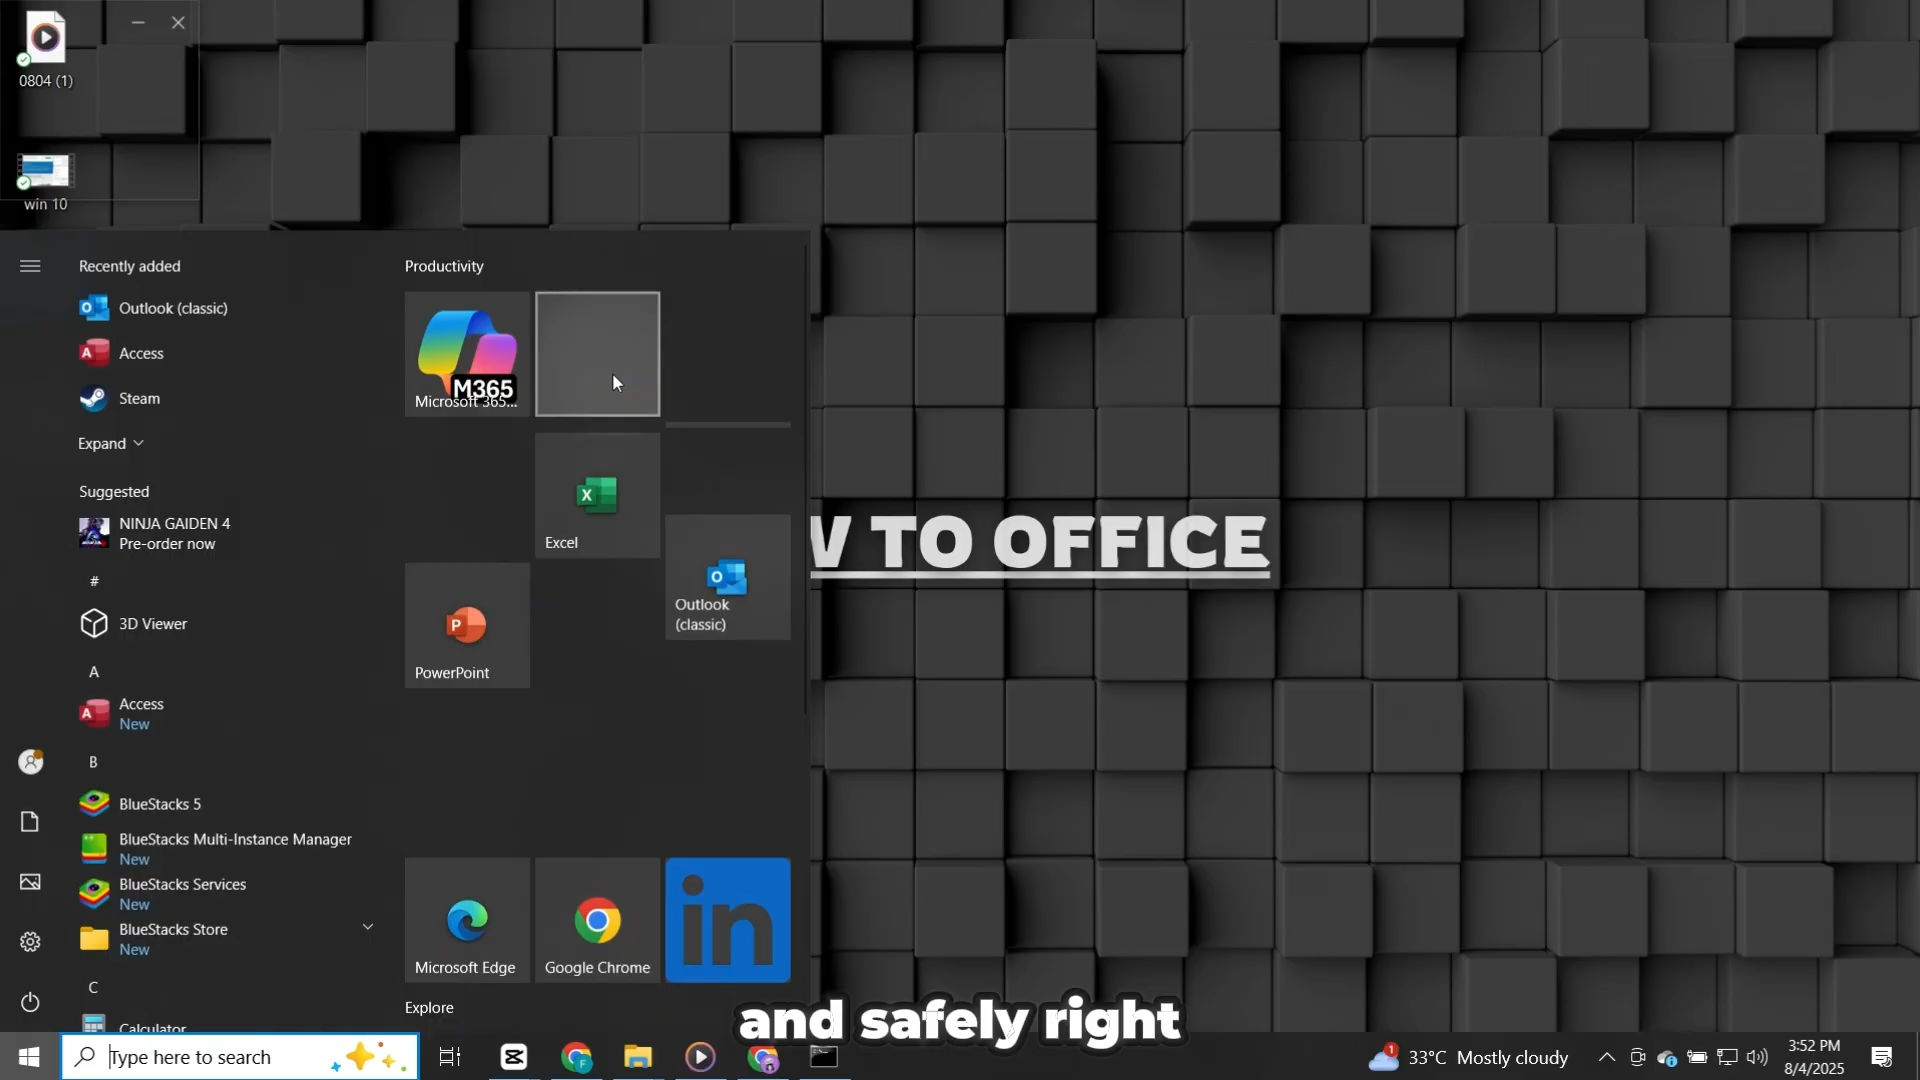 0804 (1)
win 10
Recently added
Outlook (classic)
Access
Steam
Expand
Suggested
NINJA GAIDEN 4
Pre-order now
#
3D Viewer
A
Access
New
B
BlueStacks 5
BlueStacks Multi-Instance Manager
New
BlueStacks Services
New
BlueStacks Store
New
C
Calculator
Productivity
M365
Microsoft 365...
Excel
Outlook
(classic)
PowerPoint
in
Microsoft Edge
Google Chrome
Explore
W TO OFFICE
and safely right
Type here to search
1
33°C Mostly cloudy
3:52 PM
8/4/2025